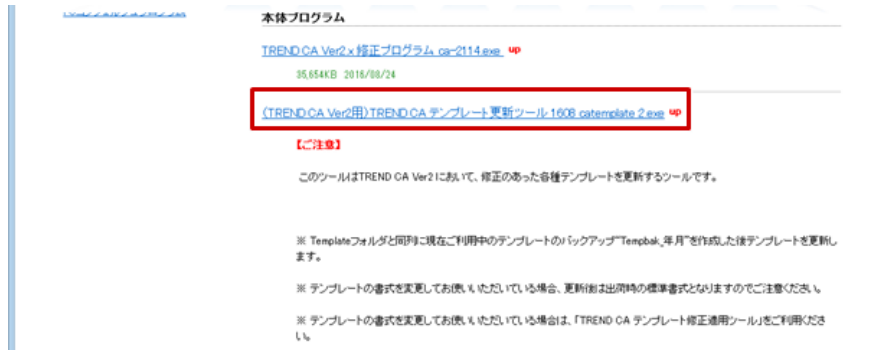 本体プログラム
TREND CA Ver2.x 修正プログラム ca-2114.exe up
35,654KB 2016/08/24
(TREND CA Ver2用)TREND CA テンプレート更新ツール 1608 catemplate 2.exe up
【ご注意】
このツールはTREND CA Ver2において、修正のあった各種テンプレートを更新するツールです。
※ Templateフォルダと同列に現在ご利用中のテンプレートのバックアップ"Tempbak_年月"を作成した後テンプレートを更新し
ます。
※ テンプレートの書式を変更してお使いいただいている場合、更新後は出荷時の標準書式となりますのでご注意ください。
※ テンプレートの書式を変更してお使いいただいている場合は、「TREND CA テンプレート修正適用ツール」をご利用くださ
い。